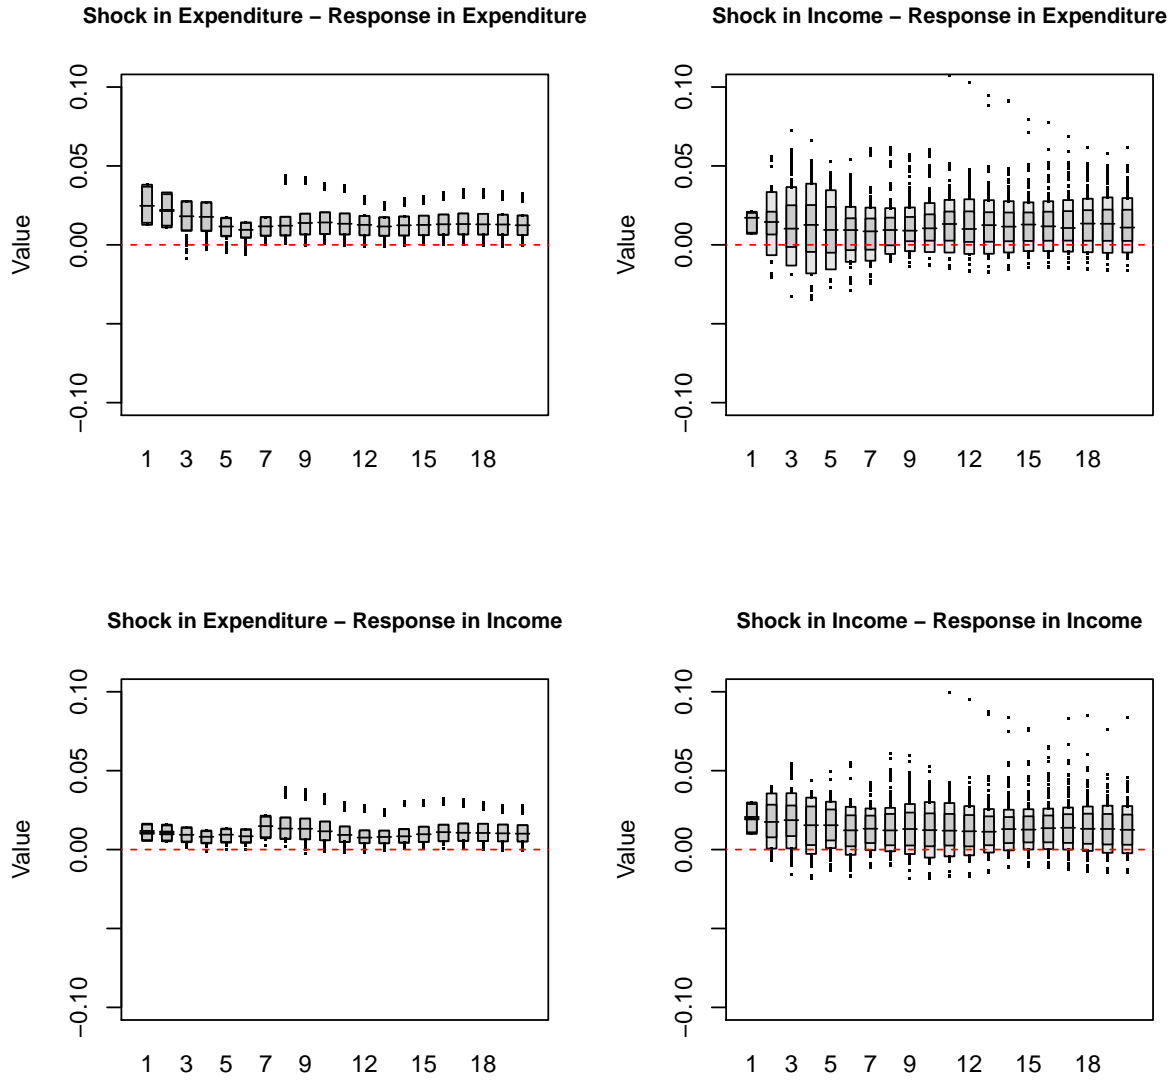 Shock in Expenditure − Response in Expenditure
Value
−0.10 0.00 0.05 0.10
1 3 5 7 9 12 15 18
Shock in Income − Response in Expenditure
Value
−0.10 0.00 0.05 0.10
1 3 5 7 9 12 15 18
Shock in Expenditure − Response in Income
Value
−0.10 0.00 0.05 0.10
1 3 5 7 9 12 15 18
Shock in Income − Response in Income
Value
−0.10 0.00 0.05 0.10
1 3 5 7 9 12 15 18